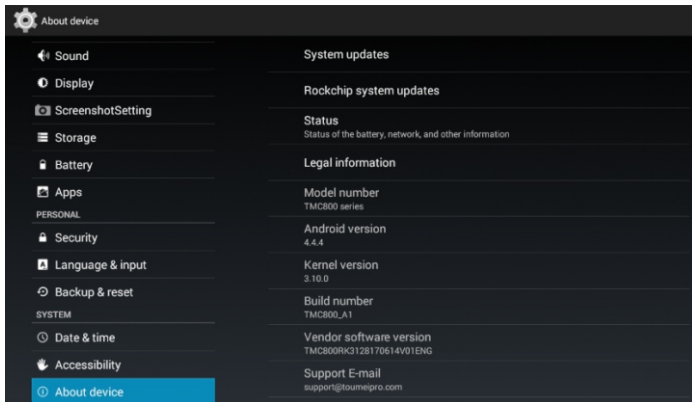 About device
Sound
Display
ScreenshotSetting
Storage
Battery
Apps
PERSONAL
Security
Language & input
Backup & reset
SYSTEM
Date & time
Accessibility
About device
System updates
Rockchip system updates
Status
Status of the battery, network, and other information
Legal information
Model number
TMC800 series
Android version
4.4.4
Kernel version
3.10.0
Build number
TMC800_A1
Vendor software version
TMC800RK3128170614V01ENG
Support E-mail
support@toumeipro.com